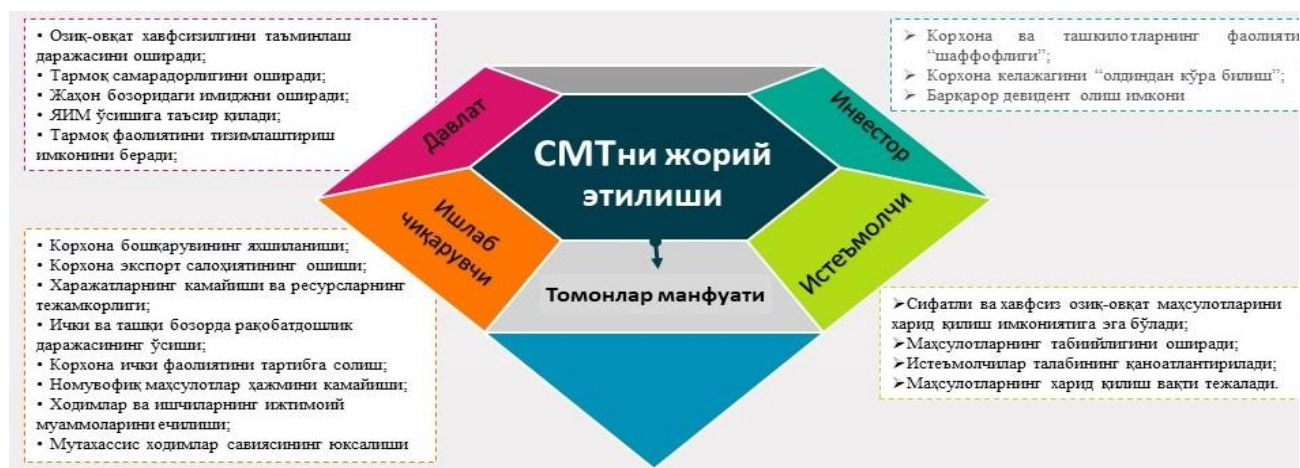 • Озиқ-овқат хавфсизилгини таъминлаш
даражасини оширади;
• Тармоқ самарадорлигини оширади;
• Жаҳон бозоридаги имиджни оширади;
• ЯИМ ўсишига таъсир қилади;
• Тармоқ фаолиятини тизимлаштириш
имконини беради;
➢ Корхона ва ташкилотларнинг фаолияти
“шаффофлиги”;
➢ Корхона келажагини “олдиндан кўра билиш”;
➢ Барқарор девидент олиш имкони
Давлат
СМТни жорий
этилиши
Инвестор
Ишлаб
чиқарувчи
Истеъмолчи
Томонлар манфуати
• Корхона бошқарувининг яхшиланиши;
• Корхона экспорт салоҳиятининг ошиши;
• Харажатларнинг камайиши ва ресурсларнинг
тежамкорлиги;
• Ички ва ташқи бозорда рақобатдошлик
даражасининг ўсиши;
• Корхона ички фаолиятини тартибга солиш;
• Номувофиқ маҳсулотлар ҳажмини камайиши;
• Ходимлар ва ишчиларнинг ижтимоий
муаммоларини ечилиши;
• Мутахассис ходимлар савиясининг юксалиши
➢Сифатли ва хавфсиз озиқ-овқат маҳсулотларини
харид қилиш имкониятига эга бўлади;
➢Маҳсулотларнинг табиийлигини оширади;
➢Истеъмолчилар талабининг қаноатлантирилади;
➢Маҳсулотларнинг харид қилиш вақти тежалади.